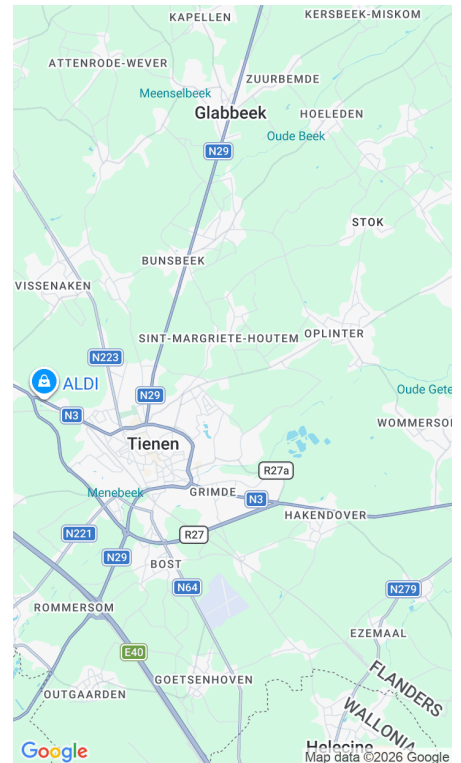 KAPELLEN
KERSBEEK-MISKOM
ATTENRODE-WEVER
ZUURBEMDE
Meenselbeek
Glabbeek
HOELEDEN
Oude Beek
N29
STOK
BUNSBEEK
VISSENAKEN
SINT-MARGRIETE-HOUTEM
OPLINTER
N223
ALDI
N29
Oude Gete
N3
WOMMERSOM
Tienen
R27a
Menebeek
GRIMDE
N3
HAKENDOVER
N221
R27
N29
BOST
N64
N279
ROMMERSOM
EZEMAAL
E40
GOETSENHOVEN
FLANDERS
OUTGAARDEN
WALLONIA
Helecine
Google
Map data ©2026 Google